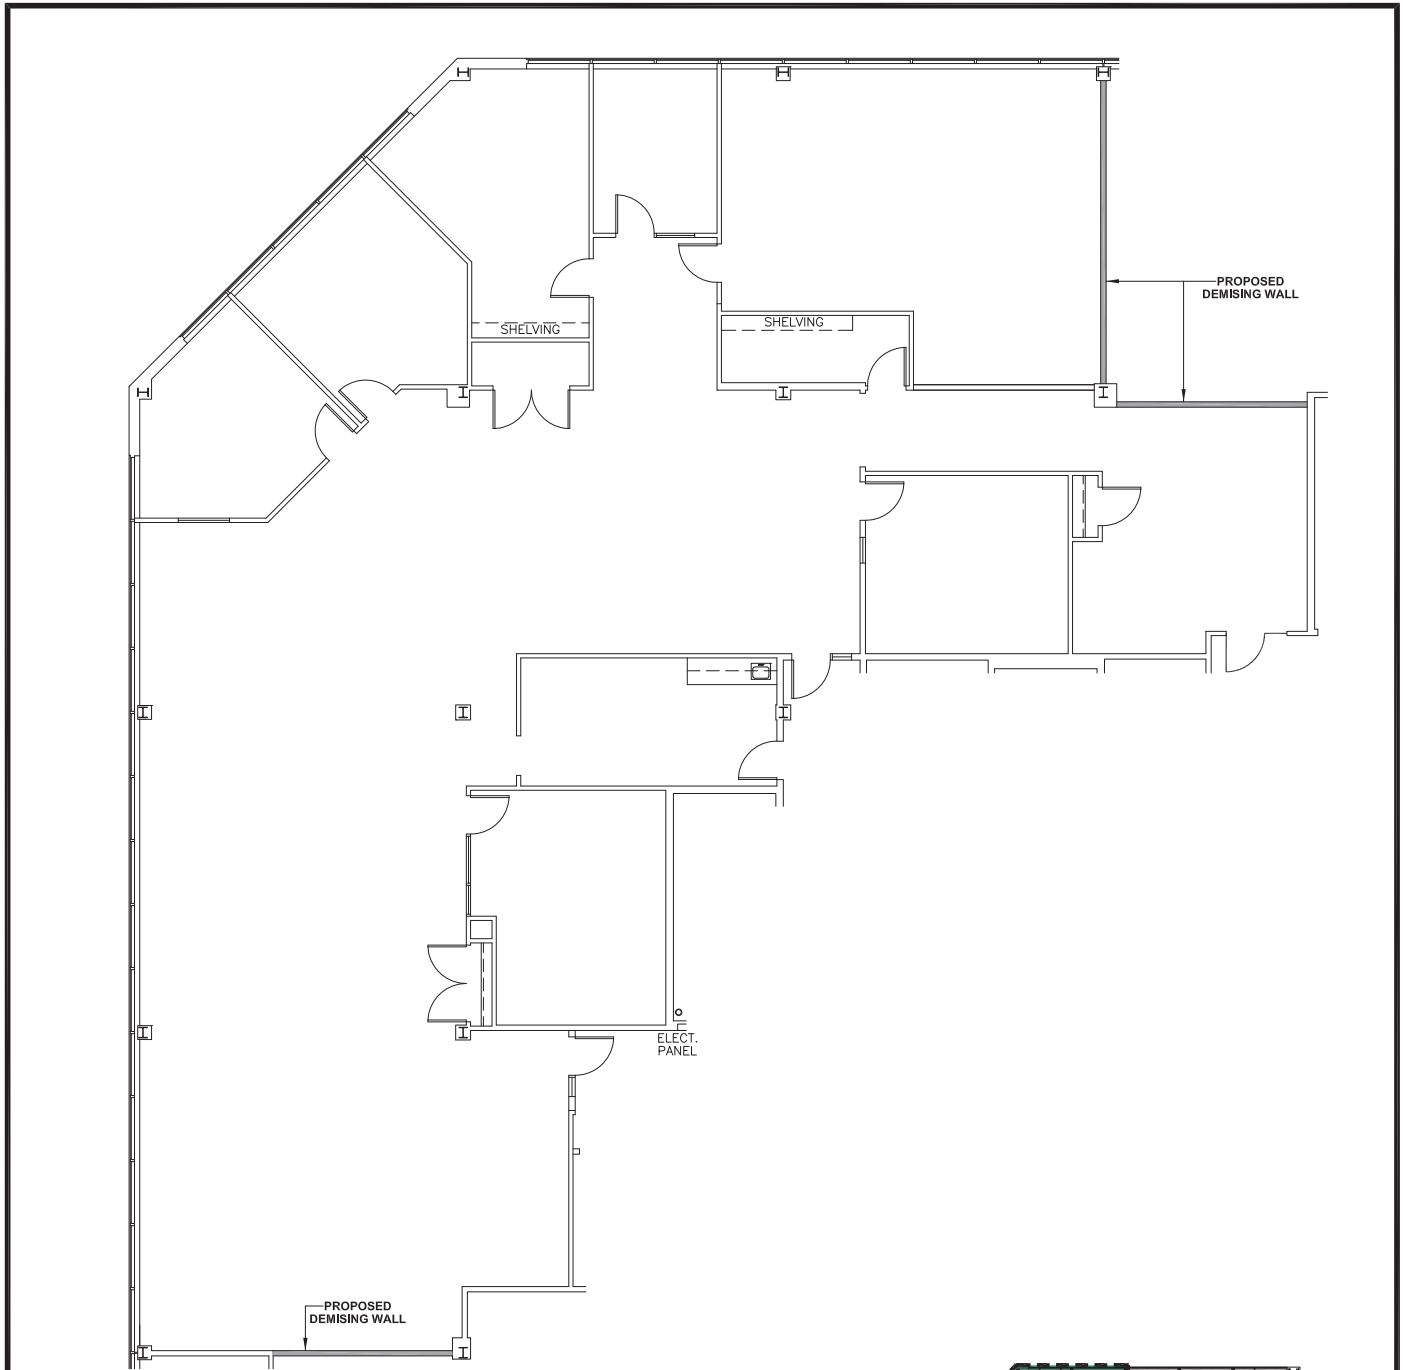 PROPOSED
DEMISING WALL
SHELVING
SHELVING
ELECT.
PANEL
PROPOSED
DEMISING WALL